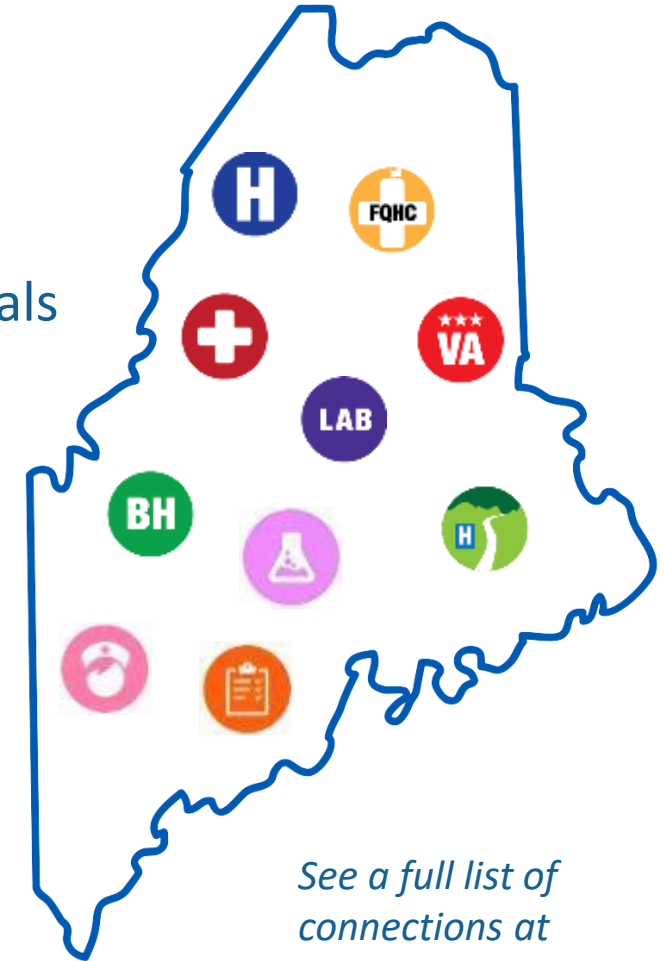 H
FQHC
als
VA
LAB
BH
H
See a full list of
connections at